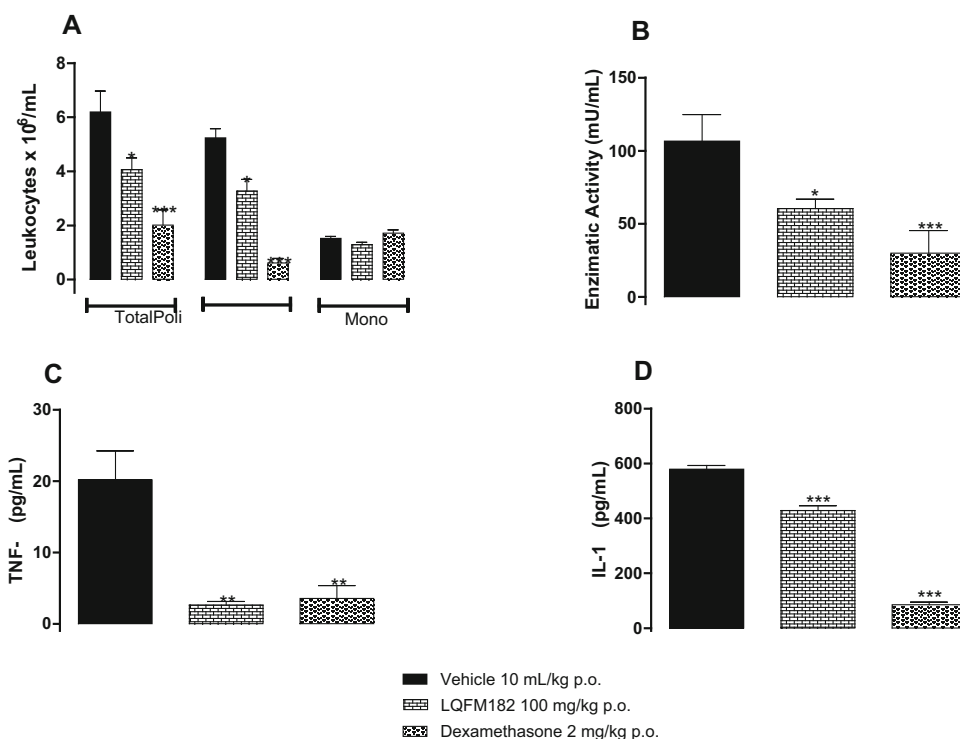 A
Leukocytes x 10⁶/mL
8
6
4
2
0
*
***
*
***
TotalPoli
Mono
B
Enzimatic Activity (mU/mL)
150
100
50
0
*
***
C
TNF- (pg/mL)
30
20
10
0
**
**
D
IL-1 (pg/mL)
800
600
400
200
0
***
***
Vehicle 10 mL/kg p.o.
LQFM182 100 mg/kg p.o.
Dexamethasone 2 mg/kg p.o.